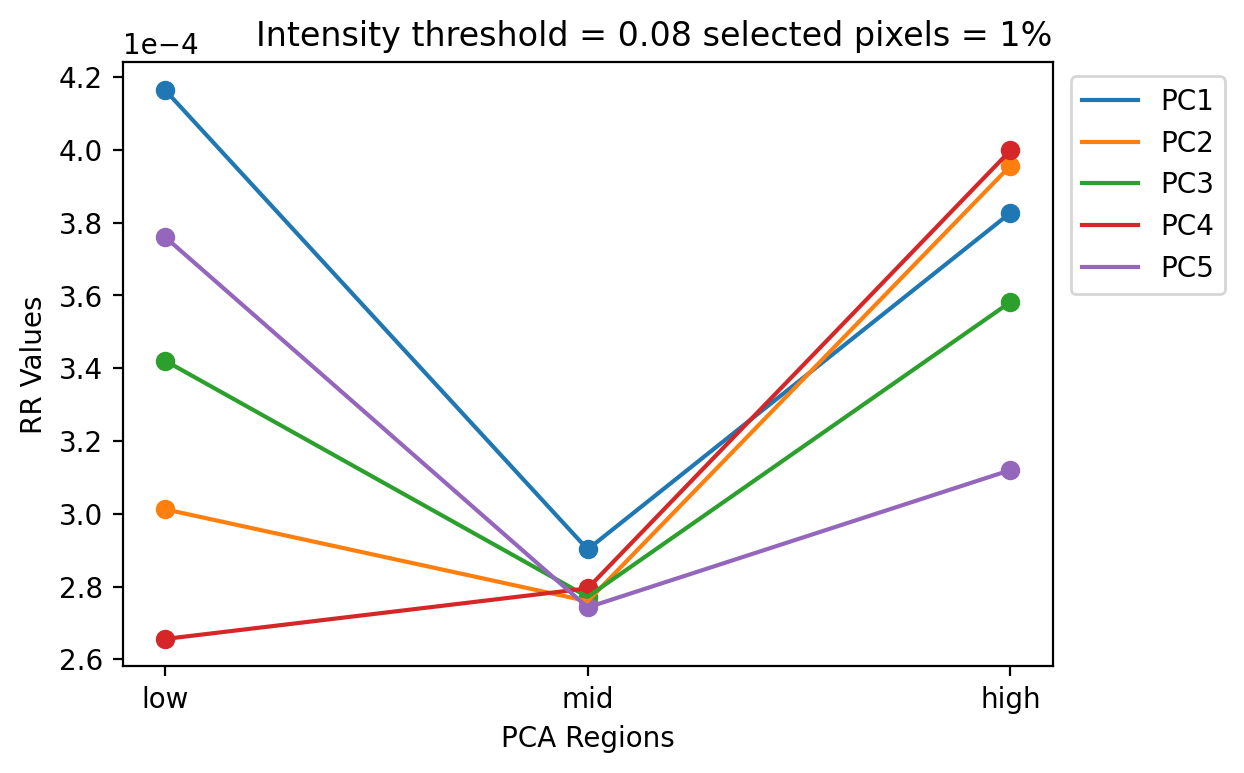 Intensity threshold = 0.08 selected pixels = 1%
1e−4
4.2
4.0
3.8
3.6
3.4
3.2
3.0
2.8
2.6
RR Values
low mid high
PCA Regions
PC1
PC2
PC3
PC4
PC5